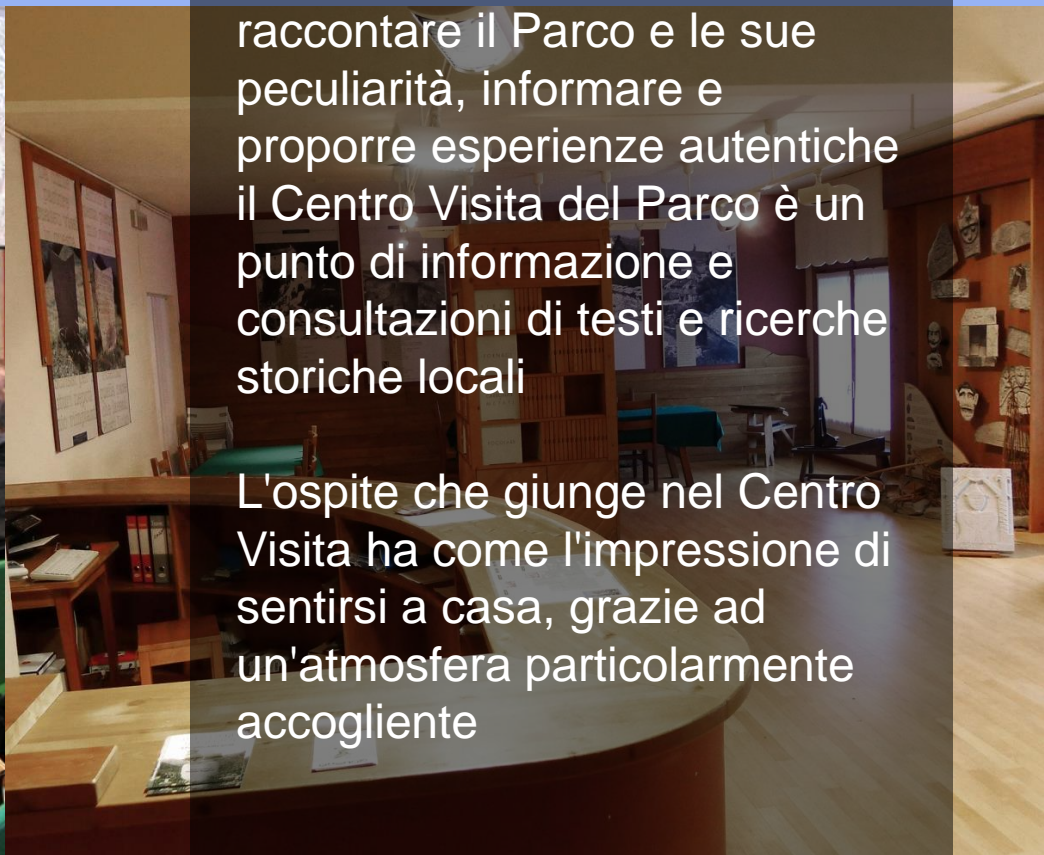 raccontare il Parco e le sue
peculiarità, informare e
proporre esperienze autentiche
il Centro Visita del Parco è un
punto di informazione e
consultazioni di testi e ricerche
storiche locali
L'ospite che giunge nel Centro
Visita ha come l'impressione di
sentirsi a casa, grazie ad
un'atmosfera particolarmente
accogliente